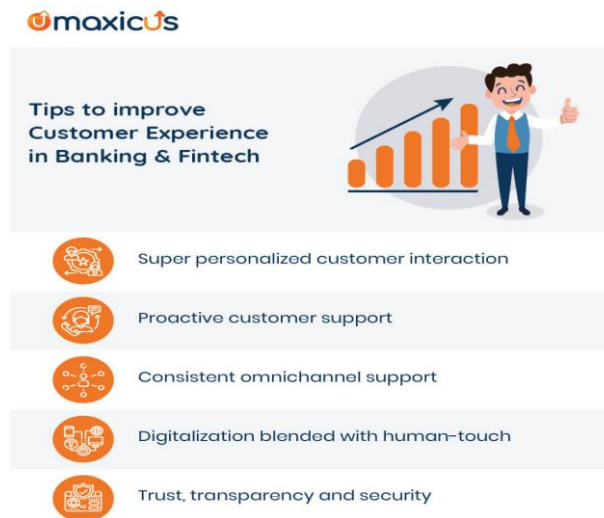 maxicus
Tips to improve
Customer Experience
in Banking & Fintech
Super personalized customer interaction
Proactive customer support
Consistent omnichannel support
Digitalization blended with human-touch
Trust, transparency and security